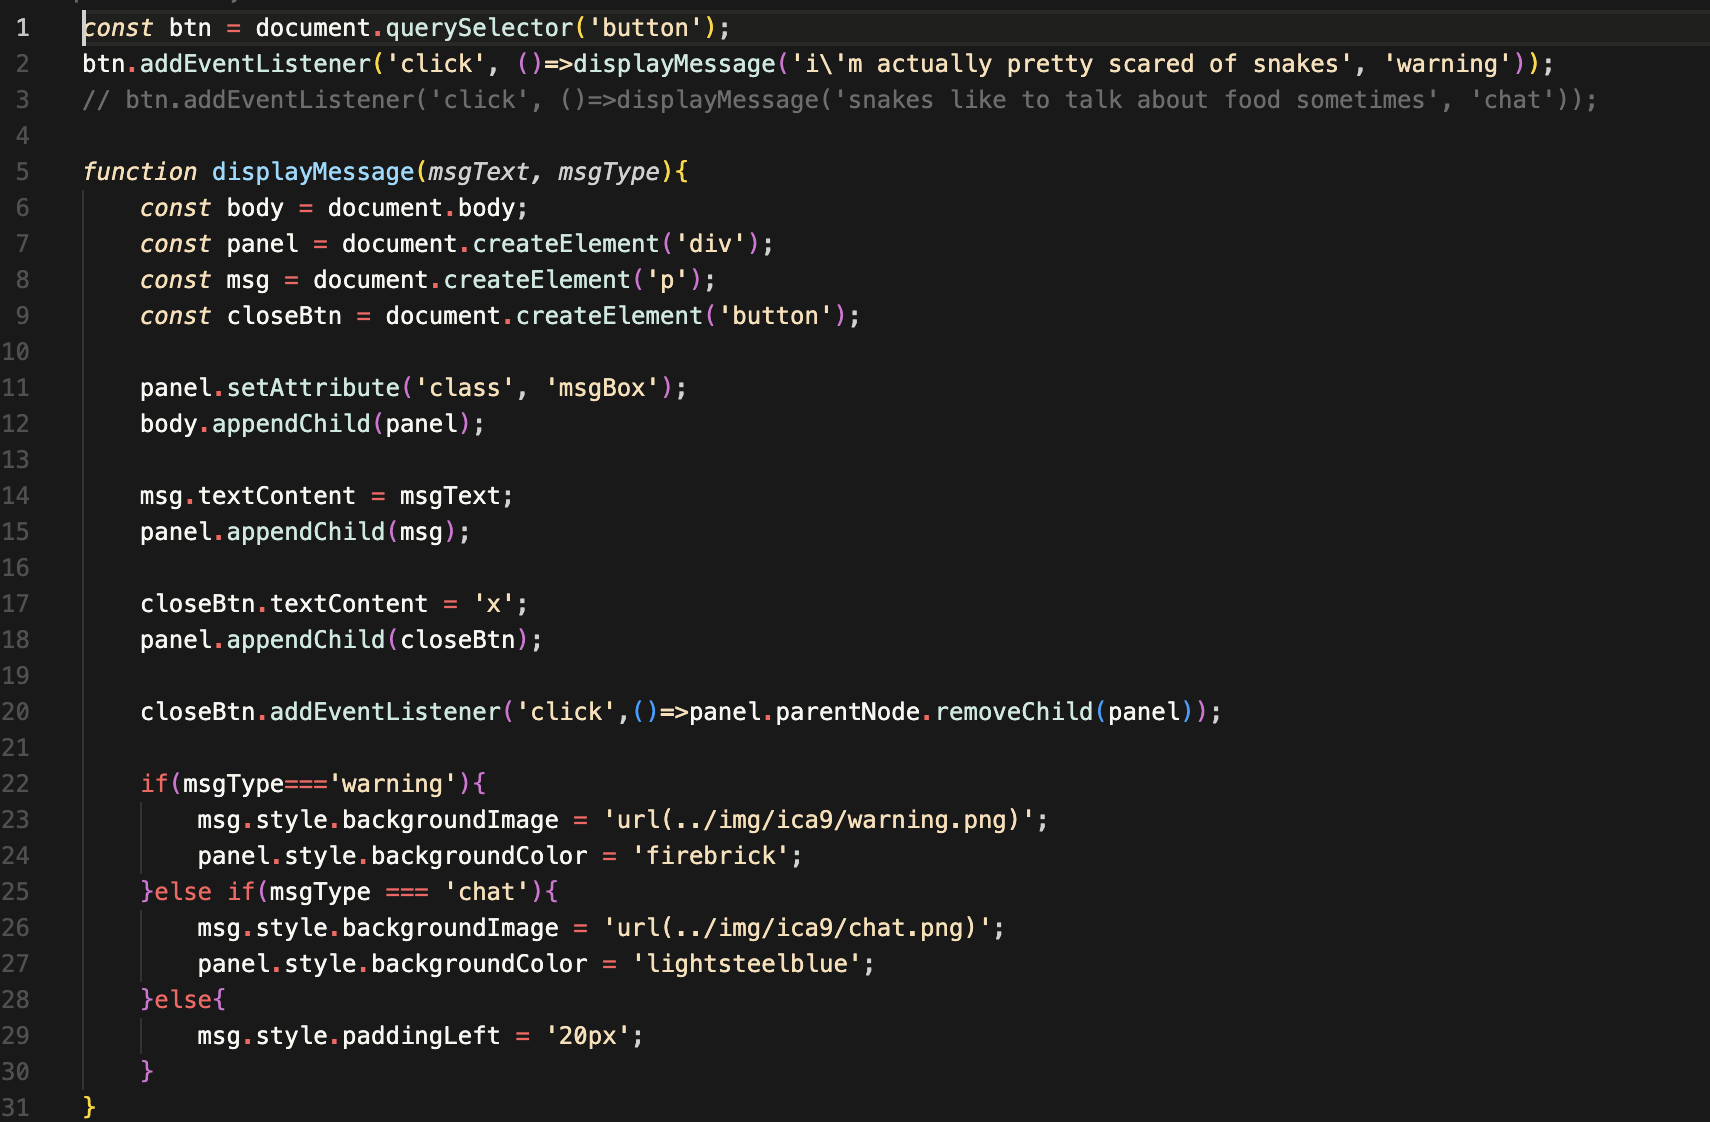 1 const btn = document.querySelector('button');
2 btn.addEventListener('click', ()=>displayMessage('i\'m actually pretty scared of snakes', 'warning'));
3 // btn.addEventListener('click', ()=>displayMessage('snakes like to talk about food sometimes', 'chat'));
4
5 function displayMessage(msgText, msgType){
6     const body = document.body;
7     const panel = document.createElement('div');
8     const msg = document.createElement('p');
9     const closeBtn = document.createElement('button');
10
11     panel.setAttribute('class', 'msgBox');
12     body.appendChild(panel);
13
14     msg.textContent = msgText;
15     panel.appendChild(msg);
16
17     closeBtn.textContent = 'x';
18     panel.appendChild(closeBtn);
19
20     closeBtn.addEventListener('click',()=>panel.parentNode.removeChild(panel));
21
22     if(msgType==='warning'){
23         msg.style.backgroundImage = 'url(../img/ica9/warning.png)';
24         panel.style.backgroundColor = 'firebrick';
25     }else if(msgType === 'chat'){
26         msg.style.backgroundImage = 'url(../img/ica9/chat.png)';
27         panel.style.backgroundColor = 'lightsteelblue';
28     }else{
29         msg.style.paddingLeft = '20px';
30     }
31 }